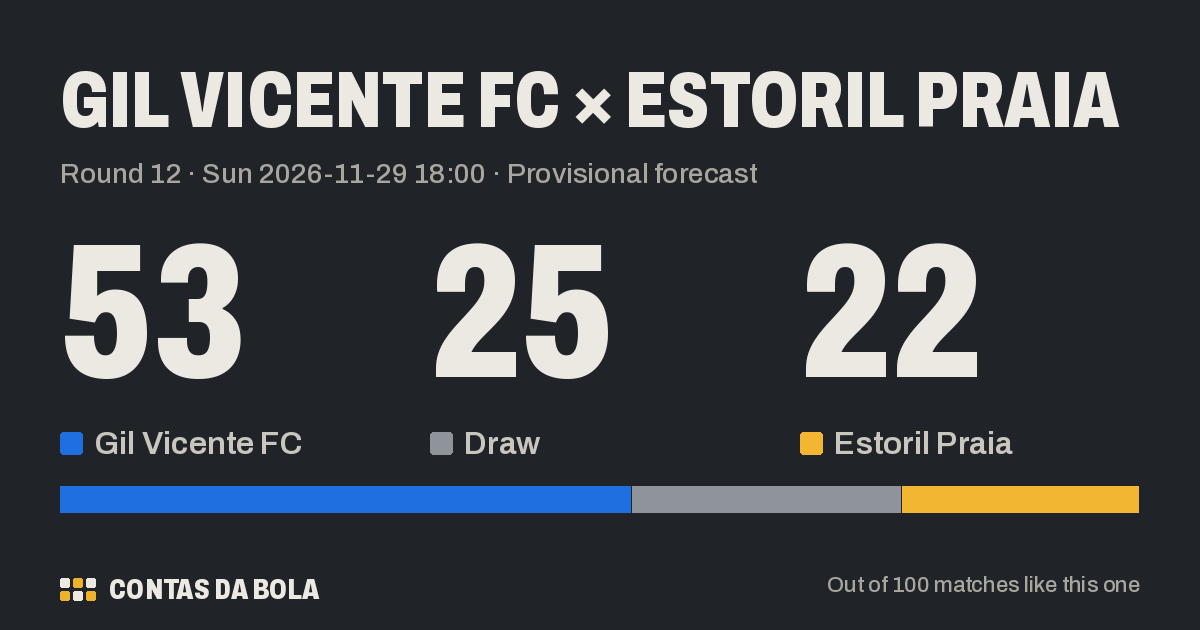 GIL VICENTE FC × ESTORIL PRAIA
Round 12 · Sun 2026-11-29 18:00 · Provisional forecast
53 25 22
Gil Vicente FC Draw Estoril Praia
CONTAS DA BOLA
Out of 100 matches like this one